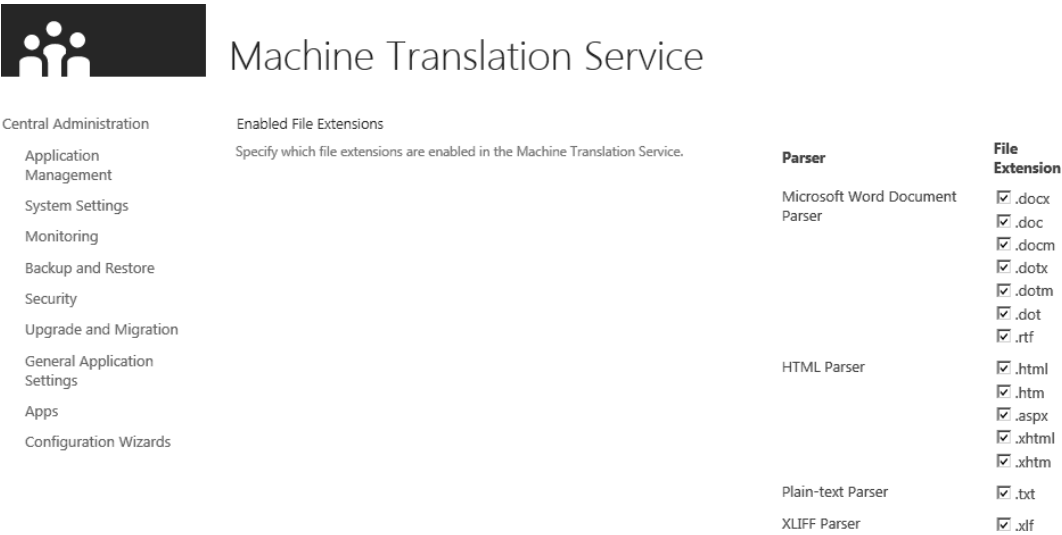 Machine Translation Service
Central Administration
Application
Management
System Settings
Monitoring
Backup and Restore
Security
Upgrade and Migration
General Application
Settings
Apps
Configuration Wizards
Enabled File Extensions
Specify which file extensions are enabled in the Machine Translation Service.
Parser
File
Extension
Microsoft Word Document
Parser
.docx
.doc
.docm
.dotx
.dotm
.dot
.rtf
HTML Parser
.html
.htm
.aspx
.xhtml
.xhtm
Plain-text Parser
.txt
XLIFF Parser
.xlf